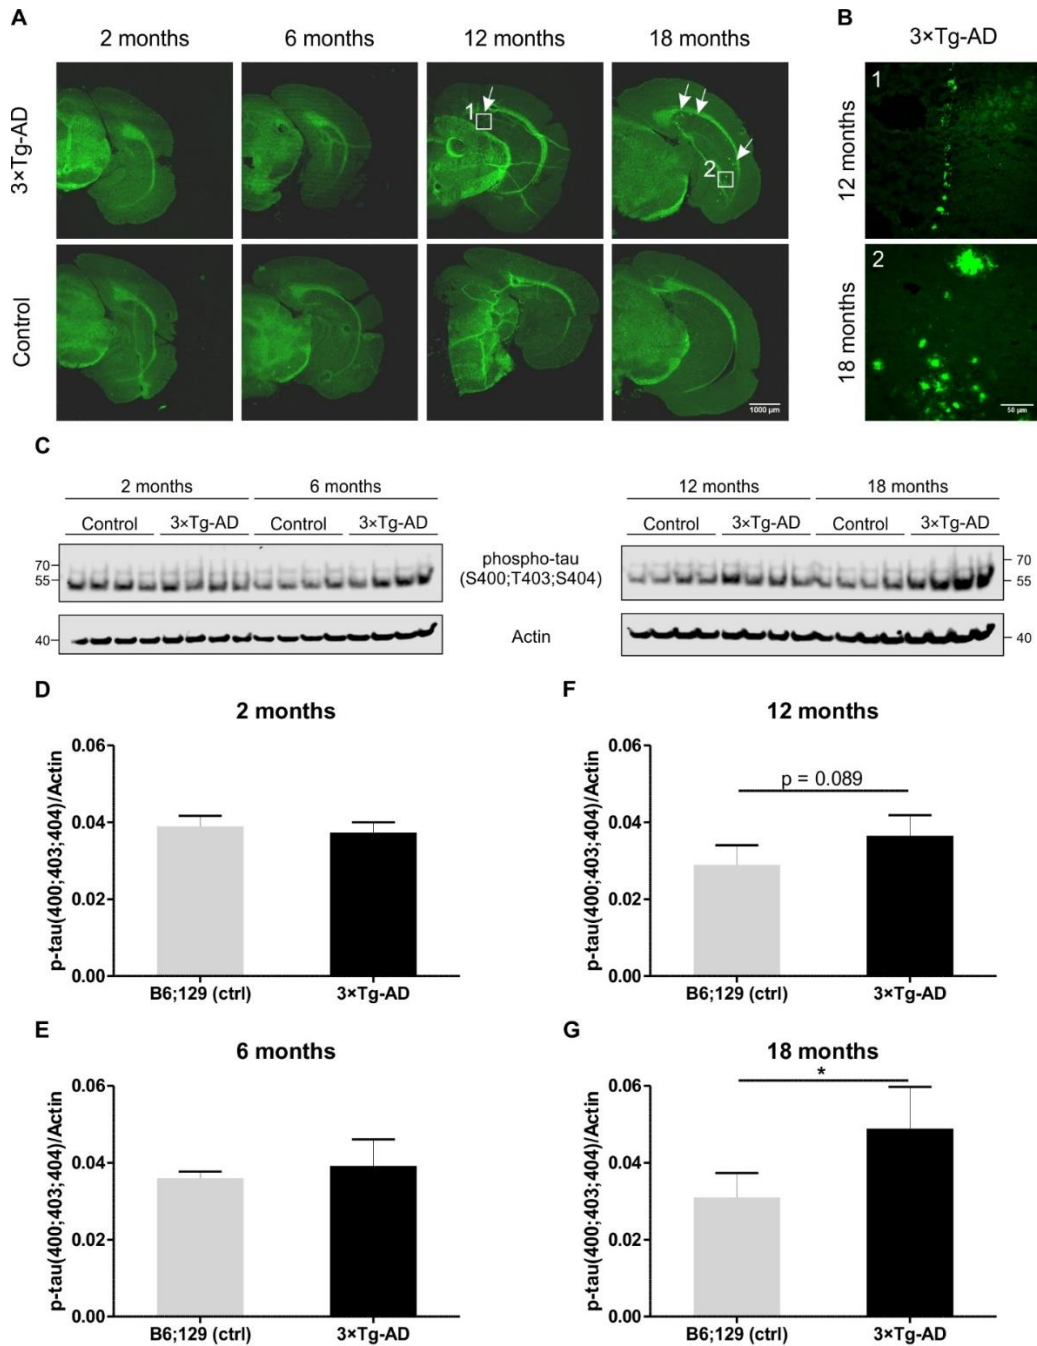 A
2 months
6 months
12 months
18 months
3×Tg-AD
Control
1
2
1000 µm
B
3×Tg-AD
12 months
18 months
1
2
50 µm
C
2 months
6 months
12 months
18 months
Control
3×Tg-AD
Control
3×Tg-AD
Control
3×Tg-AD
Control
3×Tg-AD
70
55
phospho-tau
(S400;T403;S404)
70
55
40
Actin
40
D
2 months
p-tau(400;403;404)/Actin
0.06
0.04
0.02
0.00
B6;129 (ctrl)
3×Tg-AD
F
12 months
p-tau(400;403;404)/Actin
0.06
0.04
0.02
0.00
p = 0.089
B6;129 (ctrl)
3×Tg-AD
E
6 months
p-tau(400;403;404)/Actin
0.06
0.04
0.02
0.00
B6;129 (ctrl)
3×Tg-AD
G
18 months
p-tau(400;403;404)/Actin
0.06
0.04
0.02
0.00
*
B6;129 (ctrl)
3×Tg-AD